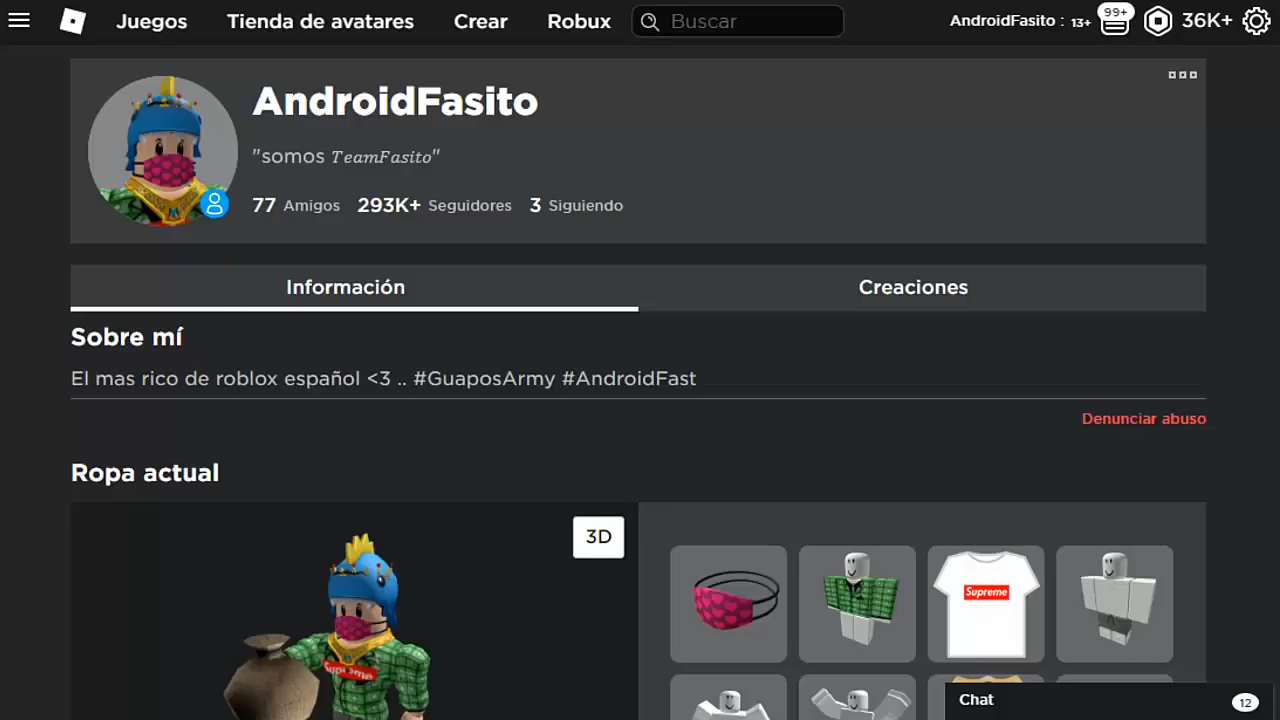 Juegos Tienda de avatares Crear Robux Buscar AndroidFasito : 13+ 99+ 36K+
AndroidFasito
"somos TeamFasito"
77 Amigos 293K+ Seguidores 3 Siguiendo
Información Creaciones
Sobre mí
El mas rico de roblox español <3 .. #GuaposArmy #AndroidFast
Denunciar abuso
Ropa actual
3D
Supreme
Supreme
Chat 12